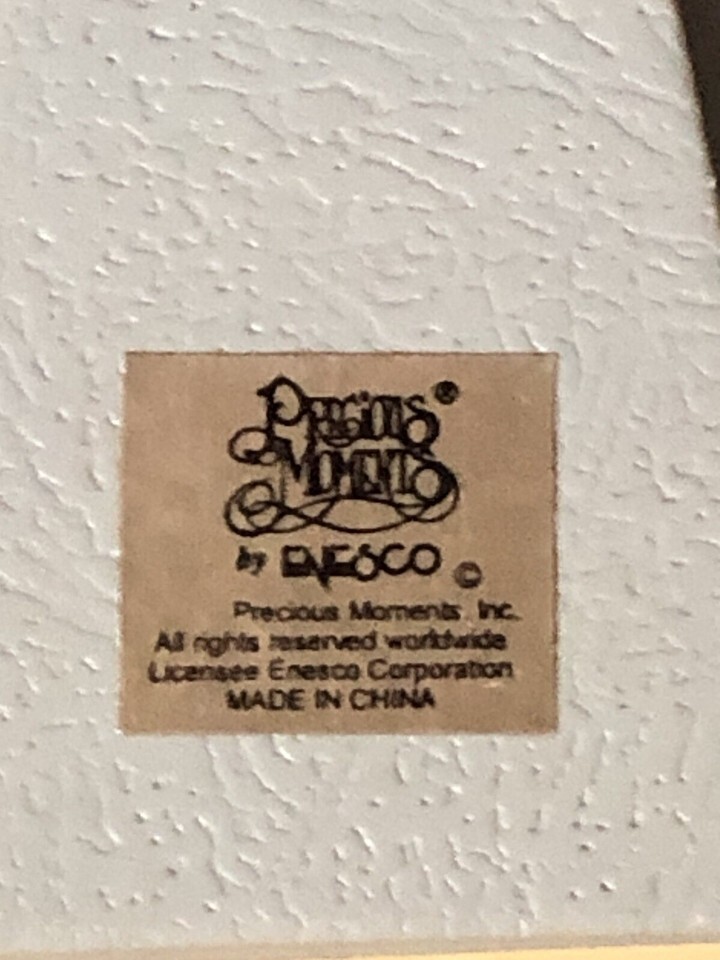 Precious ®
Moments
by ENESCO ©
Precious Moments, Inc.
All rights reserved worldwide
Licensee Enesco Corporation
MADE IN CHINA